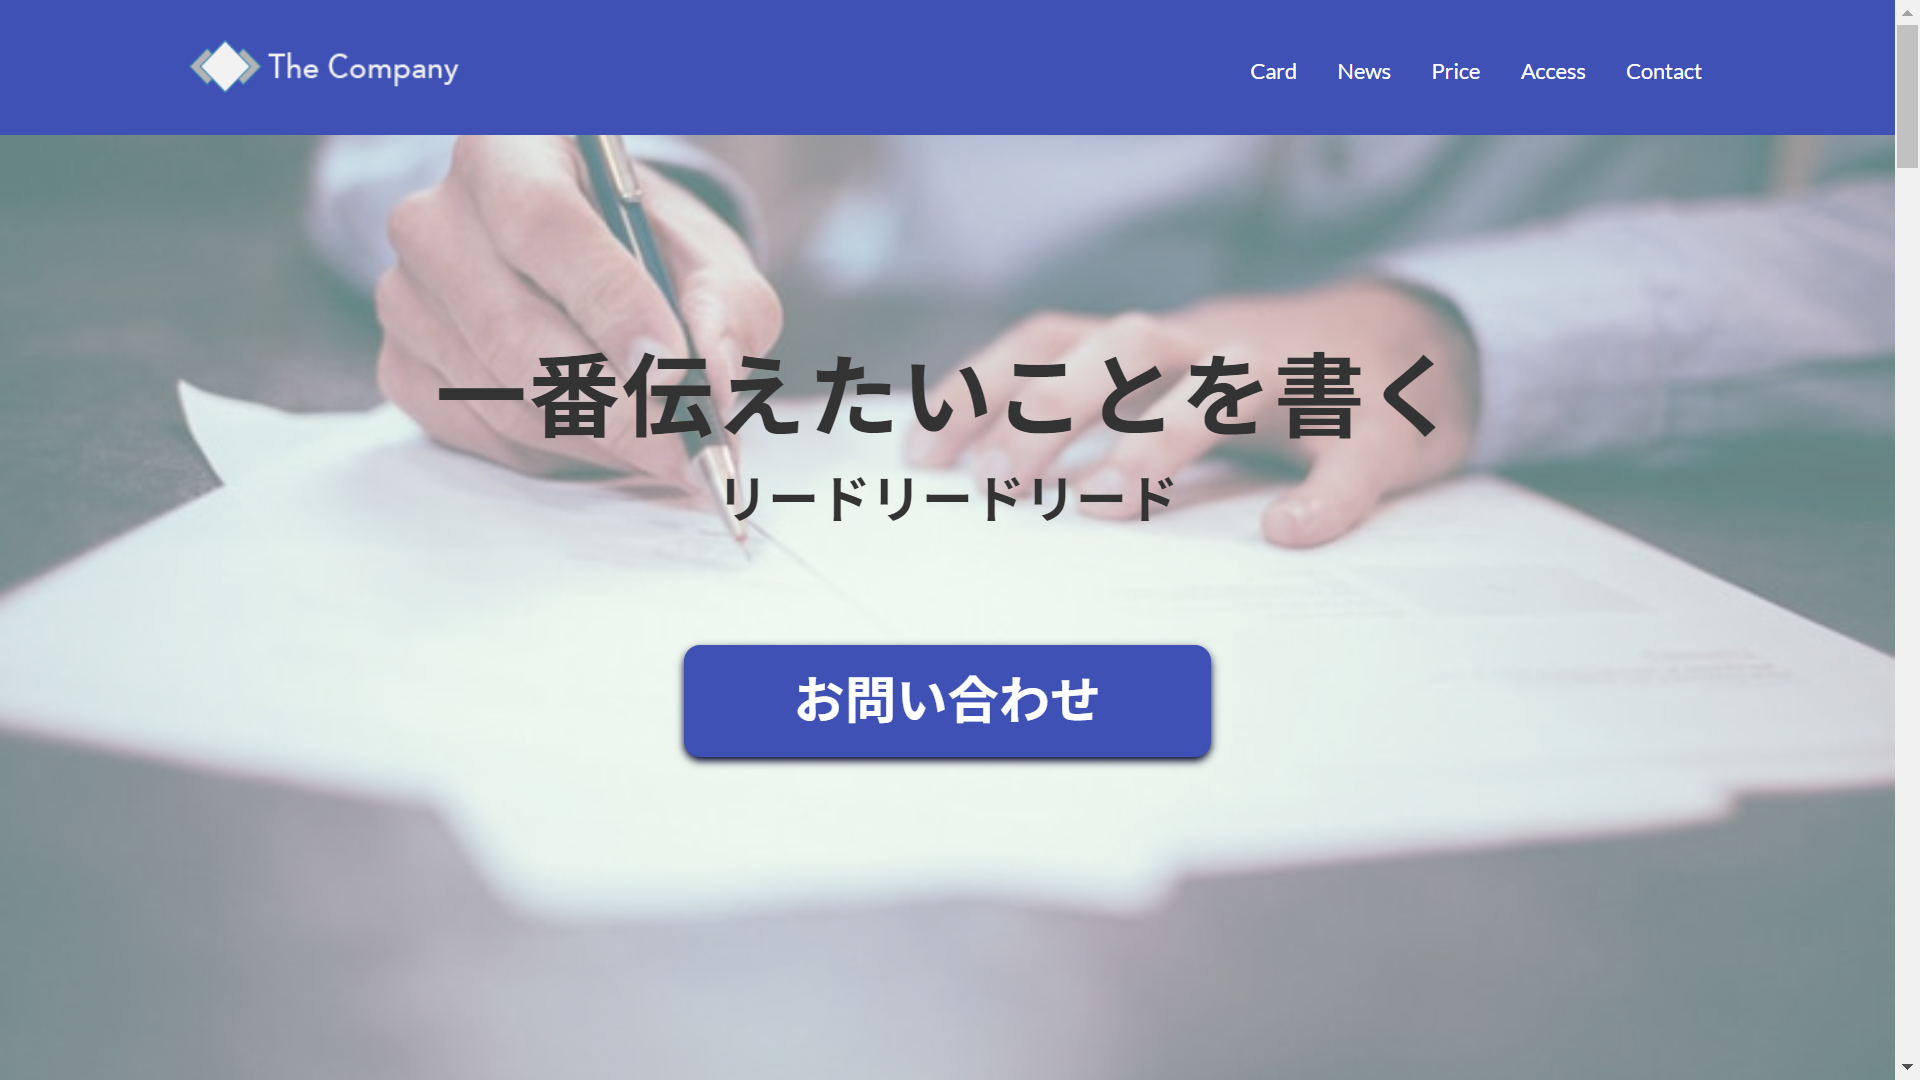 The Company
Card
News
Price
Access
Contact
一番伝えたいことを書く
リードリードリード
お問い合わせ